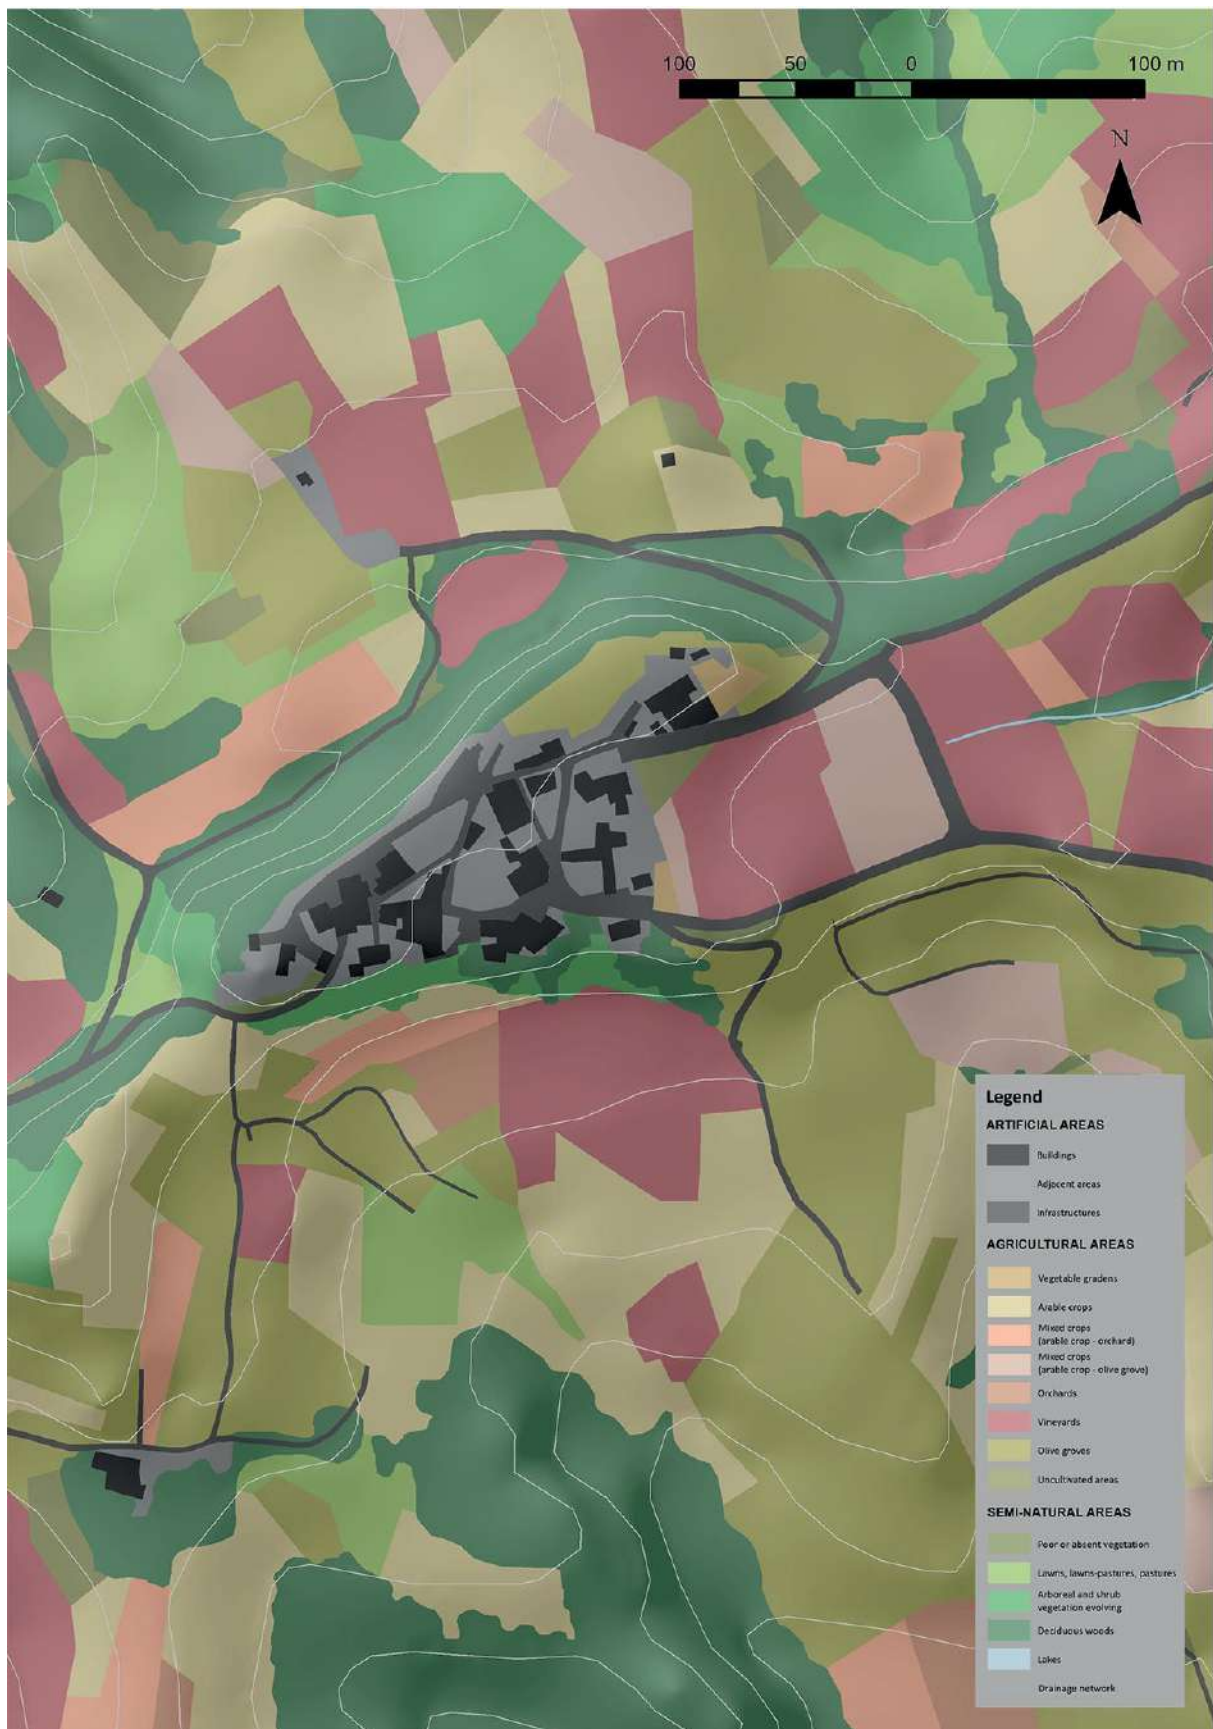 100 50 0 100 m
N
Legend
ARTIFICIAL AREAS
Buildings
Adjacent areas
Infrastructures
AGRICULTURAL AREAS
Vegetable gradens
Arable crops
Mixed crops
(arable crop - orchard)
Mixed crops
(arable crop - olive grove)
Orchards
Vineyards
Olive groves
Uncultivated areas
SEMI-NATURAL AREAS
Poor or absent vegetation
Lawns, lawns-pastures, pastures
Arboreal and shrub
vegetation evolving
Deciduous woods
Lakes
Drainage network